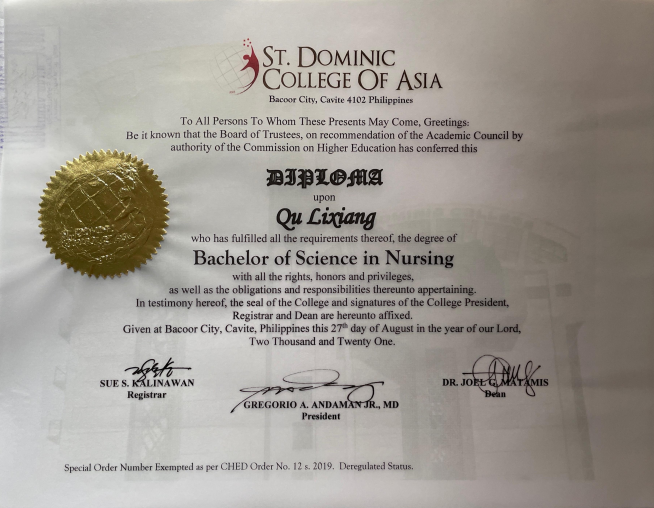 ST. DOMINIC
COLLEGE OF ASIA
Bacoor City, Cavite 4102 Philippines
To All Persons To Whom These Presents May Come, Greetings:
Be it known that the Board of Trustees, on recommendation of the Academic Council by
authority of the Commission on Higher Education has conferred this
DIPLOMA
upon
Qu Lixiang
who has fulfilled all the requirements thereof, the degree of
Bachelor of Science in Nursing
with all the rights, honors and privileges,
as well as the obligations and responsibilities thereunto appertaining.
In testimony hereof, the seal of the College and signatures of the College President,
Registrar and Dean are hereunto affixed.
Given at Bacoor City, Cavite, Philippines this 27th day of August in the year of our Lord,
Two Thousand and Twenty One.
SUE S. KALINAWAN
Registrar
GREGORIO A. ANDAMAN JR., MD
President
DR. JOEL G. MATAMIS
Dean
Special Order Number Exempted as per CHED Order No. 12 s. 2019. Deregulated Status.